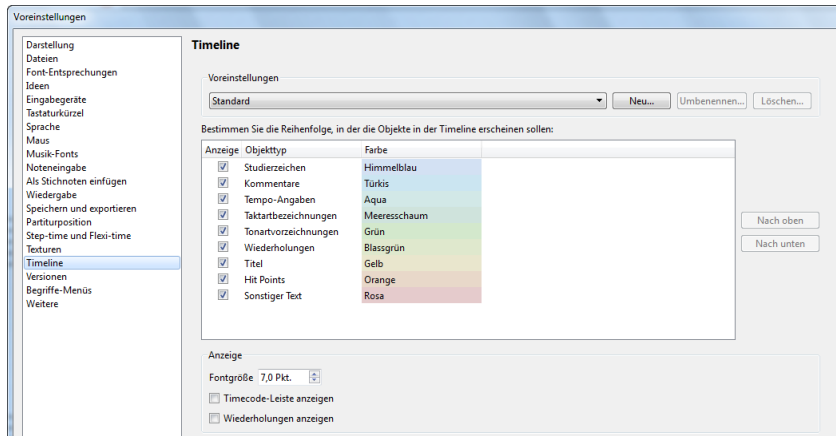 Voreinstellungen
Darstellung
Dateien
Font-Entsprechungen
Ideen
Eingabegeräte
Tastaturkürzel
Sprache
Maus
Musik-Fonts
Noteneingabe
Als Stichnoten einfügen
Wiedergabe
Speichern und exportieren
Partiturposition
Step-time und Flexi-time
Texturen
Timeline
Versionen
Begriffe-Menüs
Weitere
Timeline
Voreinstellungen
Standard Neu... Umbenennen... Löschen...
Bestimmen Sie die Reihenfolge, in der die Objekte in der Timeline erscheinen sollen:
Anzeige Objekttyp Farbe
Studierzeichen Himmelblau
Kommentare Türkis
Tempo-Angaben Aqua
Taktartbezeichnungen Meeresschaum
Tonartvorzeichnungen Grün
Wiederholungen Blassgrün
Titel Gelb
Hit Points Orange
Sonstiger Text Rosa
Nach oben
Nach unten
Anzeige
Fontgröße 7,0 Pkt.
Timecode-Leiste anzeigen
Wiederholungen anzeigen